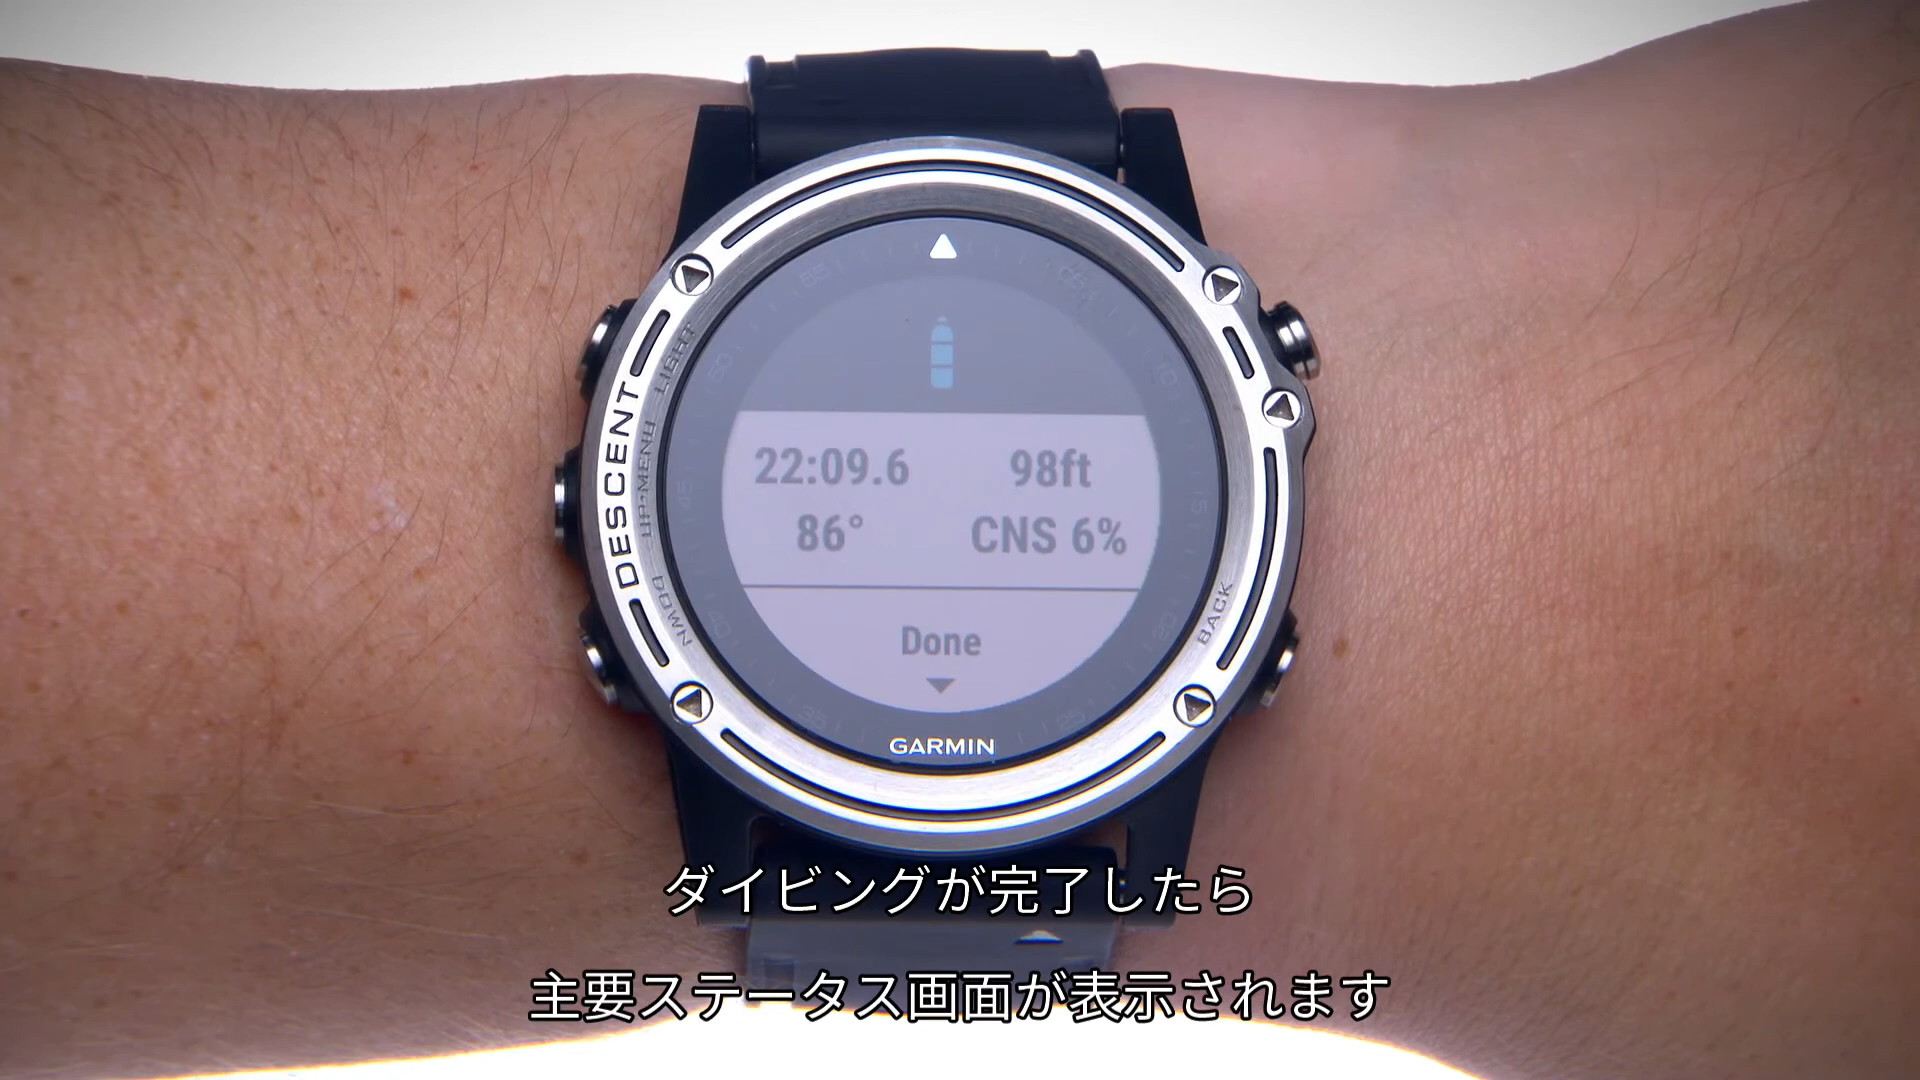 LIGHT
UP·MENU
DESCENT
DOWN
BACK
22:09.6 98ft
86° CNS 6%
Done
GARMIN
ダイビングが完了したら
主要ステータス画面が表示されます